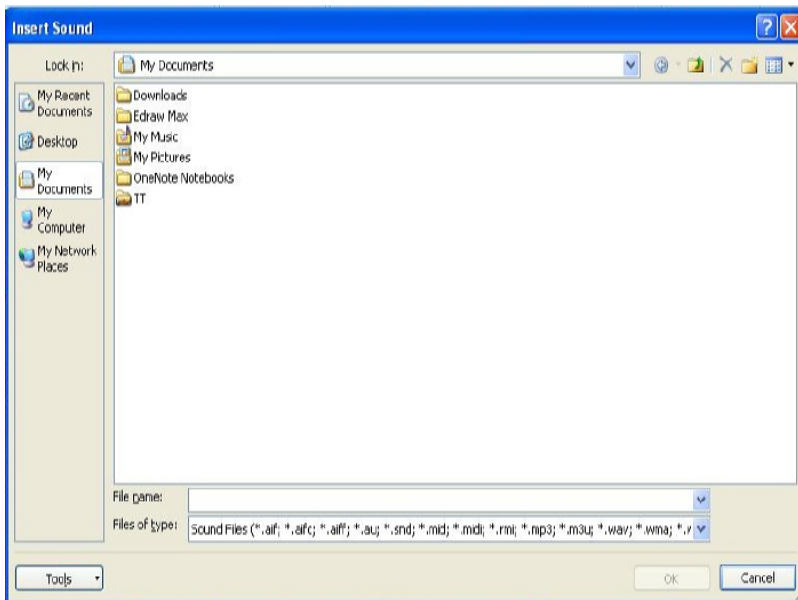 Insert Sound
Look in:
My Documents
My Recent
Documents
Desktop
My
Documents
My
Computer
My Network
Places
Downloads
Edraw Max
My Music
My Pictures
OneNote Notebooks
TT
File name:
Files of type:
Sound Files (*.aif; *.aifc; *.aiff; *.au; *.snd; *.mid; *.midi; *.rmi; *.mp3; *.m3u; *.wav; *.wma; *.
Tools
OK
Cancel